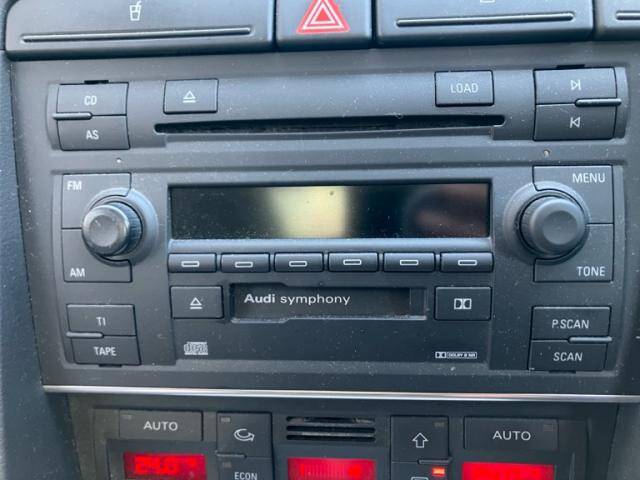 CD
LOAD
AS
FM
MENU
AM
TONE
Audi symphony
TI
P.SCAN
TAPE
DOLBY B NR
SCAN
AUTO
AUTO
ECON